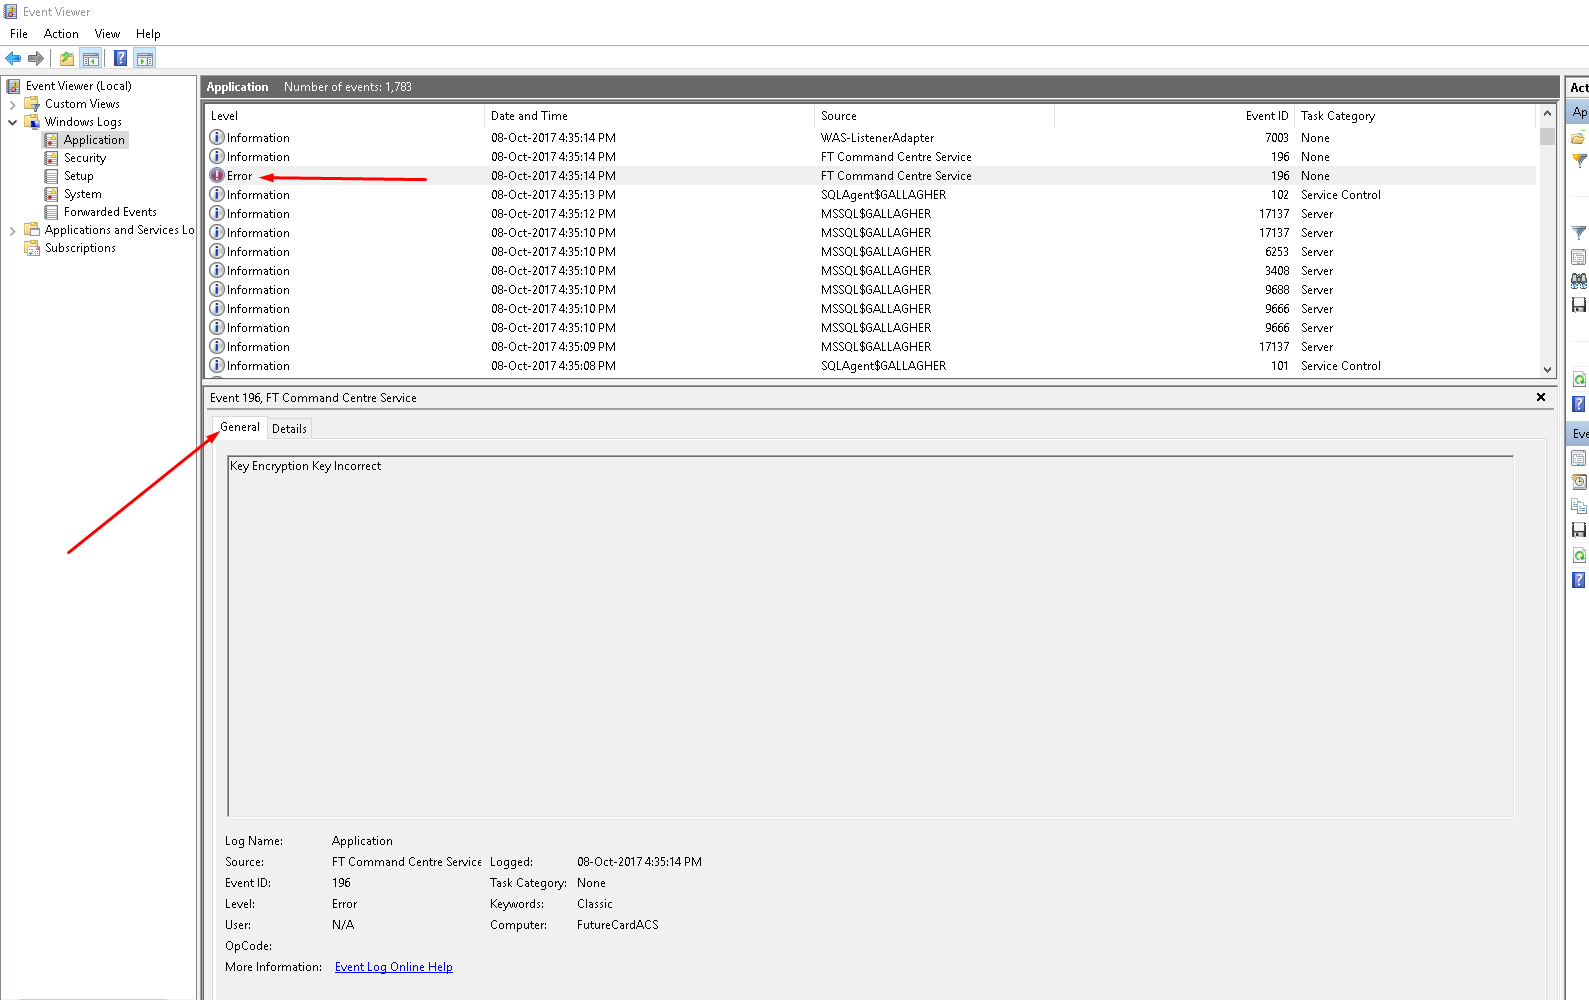 Event Viewer
File Action View Help
Event Viewer (Local)
Custom Views
Windows Logs
Application
Security
Setup
System
Forwarded Events
Applications and Services Lo
Subscriptions
Application Number of events: 1,783
Level Date and Time Source Event ID Task Category
Information 08-Oct-2017 4:35:14 PM WAS-ListenerAdapter 7003 None
Information 08-Oct-2017 4:35:14 PM FT Command Centre Service 196 None
Error 08-Oct-2017 4:35:14 PM FT Command Centre Service 196 None
Information 08-Oct-2017 4:35:13 PM SQLAgent$GALLAGHER 102 Service Control
Information 08-Oct-2017 4:35:12 PM MSSQL$GALLAGHER 17137 Server
Information 08-Oct-2017 4:35:10 PM MSSQL$GALLAGHER 17137 Server
Information 08-Oct-2017 4:35:10 PM MSSQL$GALLAGHER 6253 Server
Information 08-Oct-2017 4:35:10 PM MSSQL$GALLAGHER 3408 Server
Information 08-Oct-2017 4:35:10 PM MSSQL$GALLAGHER 9688 Server
Information 08-Oct-2017 4:35:10 PM MSSQL$GALLAGHER 9666 Server
Information 08-Oct-2017 4:35:10 PM MSSQL$GALLAGHER 9666 Server
Information 08-Oct-2017 4:35:09 PM MSSQL$GALLAGHER 17137 Server
Information 08-Oct-2017 4:35:08 PM SQLAgent$GALLAGHER 101 Service Control
Event 196, FT Command Centre Service
General Details
Key Encryption Key Incorrect
Log Name: Application
Source: FT Command Centre Service Logged: 08-Oct-2017 4:35:14 PM
Event ID: 196 Task Category: None
Level: Error Keywords: Classic
User: N/A Computer: FutureCardACS
OpCode:
More Information: Event Log Online Help
Act
Ap
Eve